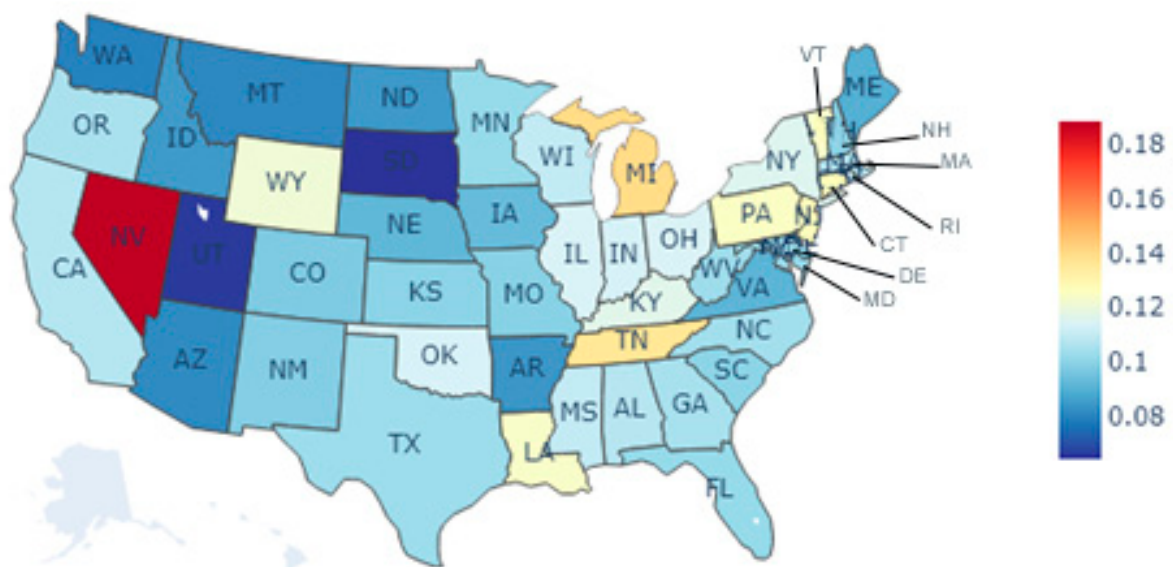 VT
WA
ME
MT
ND
MN
OR
ID
NH
0.18
WI
NY
MA
SD
MI
WY
0.16
PA
IA
NE
RI
NV
OH
CT
0.14
UT
IL
IN
CA
CO
WV
DE
KS
MO
VA
KY
MD
0.12
NC
TN
OK
AZ
NM
AR
SC
0.1
MS
AL
GA
TX
LA
0.08
FL